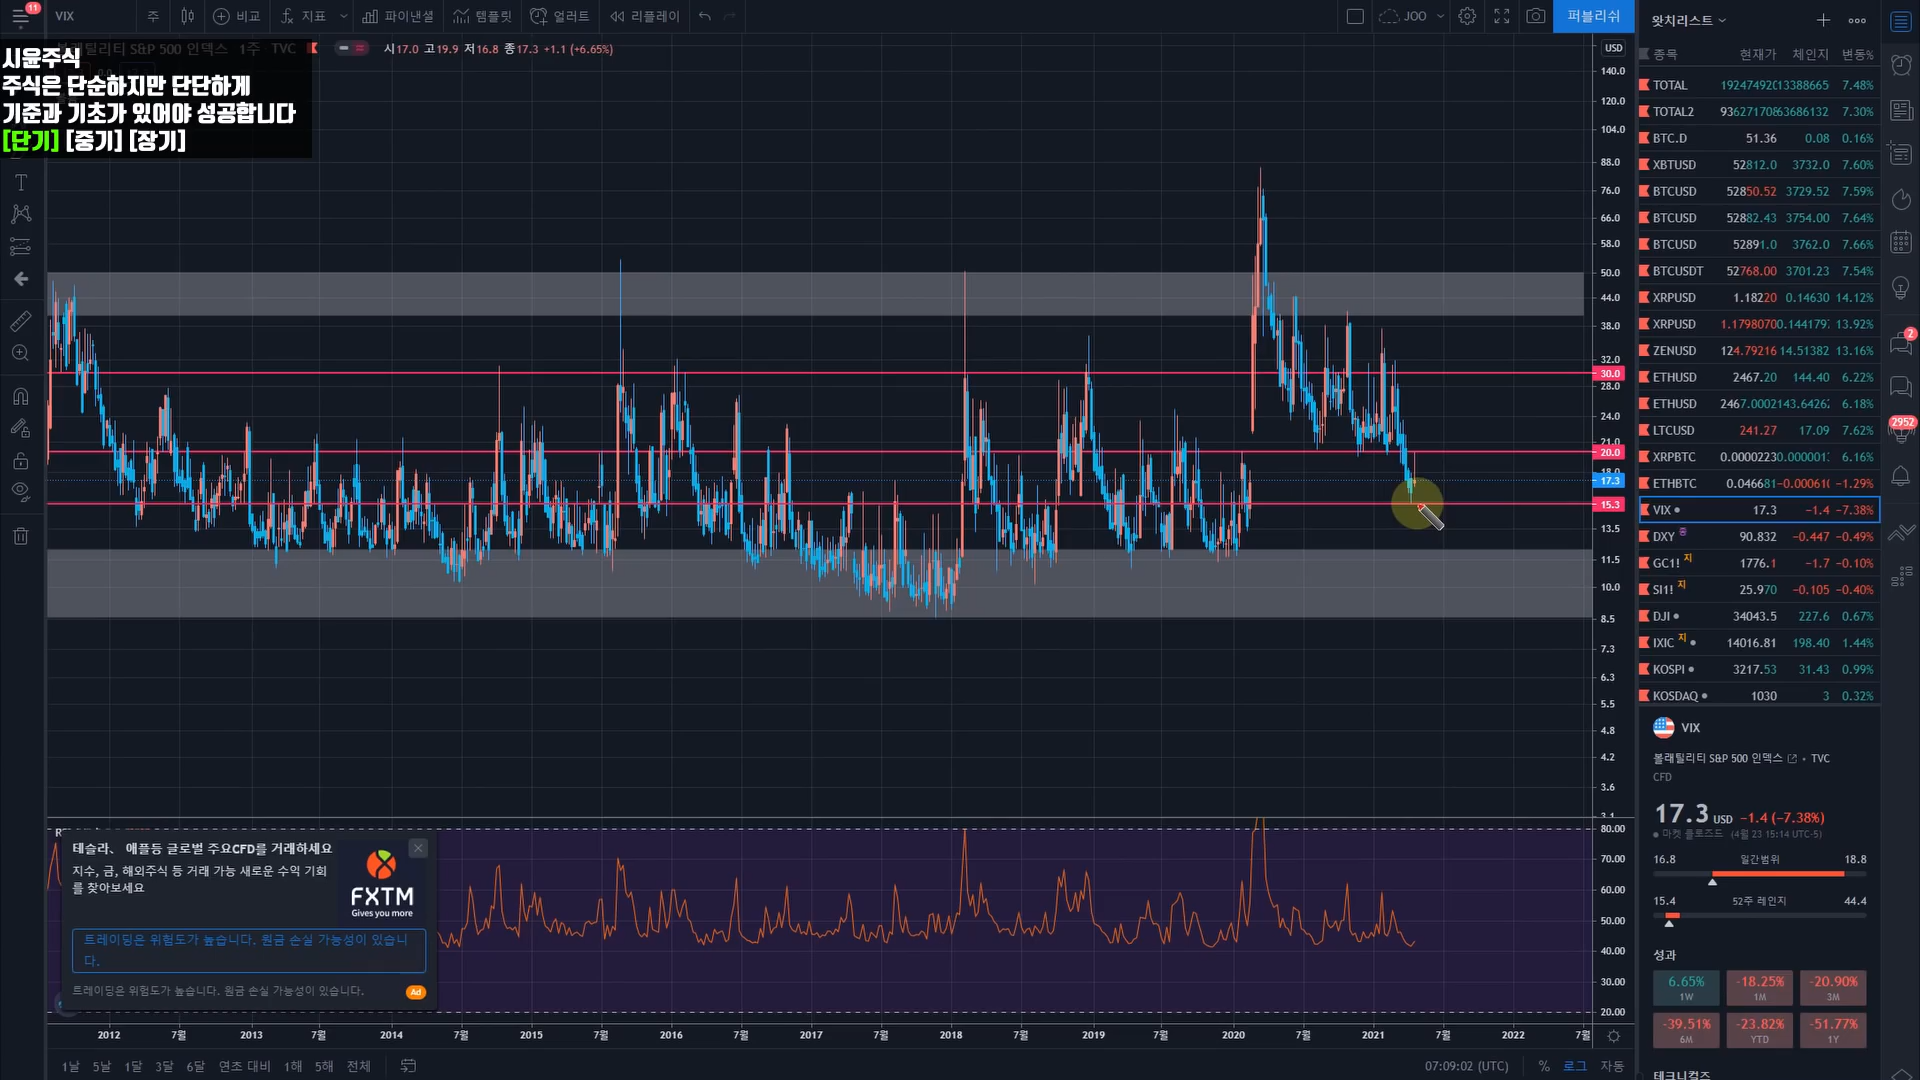 11
VIX
주
비교
지표
파이낸셜
템플릿
얼러트
리플레이
JOO
퍼블리쉬
볼래틸리티 S&P 500 인덱스 1주 TVC
시17.0 고19.9 저16.8 종17.3 +1.1 (+6.65%)
시윤주식
주식은 단순하지만 단단하게
기준과 기초가 있어야 성공합니다
[단기] [중기] [장기]
USD
140.0
120.0
104.0
88.0
76.0
66.0
58.0
50.0
44.0
38.0
32.0
30.0
28.0
24.0
21.0
20.0
18.0
17.3
15.3
13.5
11.5
10.0
8.5
7.3
6.3
5.5
4.8
4.2
3.6
3.1
80.00
70.00
60.00
50.00
40.00
30.00
20.00
테슬라、 애플등 글로벌 주요CFD를 거래하세요
지수, 금, 해외주식 등 거래 가능 새로운 수익 기회
를 찾아보세요
FXTM
Gives you more
트레이딩은 위험도가 높습니다. 원금 손실 가능성이 있습니
다.
트레이딩은 위험도가 높습니다. 원금 손실 가능성이 있습니다.
Ad
2012 7월 2013 7월 2014 7월 2015 7월 2016 7월 2017 7월 2018 7월 2019 7월 2020 7월 2021 7월 2022 7월
1날 5날 1달 3달 6달 연초 대비 1해 5해 전체
07:09:02 (UTC) % 로그 자동
왓치리스트
종목 현재가 체인지 변동%
TOTAL 7.48%
TOTAL2 7.30%
BTC.D 51.36 0.08 0.16%
XBTUSD 52812.0 3732.0 7.60%
BTCUSD 52850.52 3729.52 7.59%
BTCUSD 52882.43 3754.00 7.64%
BTCUSD 52891.0 3762.0 7.66%
BTCUSDT 52768.00 3701.23 7.54%
XRPUSD 1.18220 0.14630 14.12%
XRPUSD 1.1798070 13.92%
ZENUSD 124.79216 14.51382 13.16%
ETHUSD 2467.20 144.40 6.22%
ETHUSD 6.18%
LTCUSD 241.27 17.09 7.62%
XRPBTC 6.16%
ETHBTC 0.046681 −1.29%
VIX 17.3 −1.4 −7.38%
DXY 90.832 −0.447 −0.49%
GC1! 지 1776.1 −1.7 −0.10%
SI1! 지 25.970 −0.105 −0.40%
DJI 34043.5 227.6 0.67%
IXIC 지 14016.81 198.40 1.44%
KOSPI 3217.53 31.43 0.99%
KOSDAQ 1030 3 0.32%
VIX
볼래틸리티 S&P 500 인덱스 • TVC
CFD
17.3 USD −1.4 (−7.38%)
마켓 클로즈드 (4월 23 15:14 UTC-5)
16.8 일간범위 18.8
15.4 52주 레인지 44.4
성과
6.65% -18.25% -20.90%
1W 1M 3M
-39.51% -23.82% -51.77%
6M YTD 1Y
테크니컬즈
2
2952